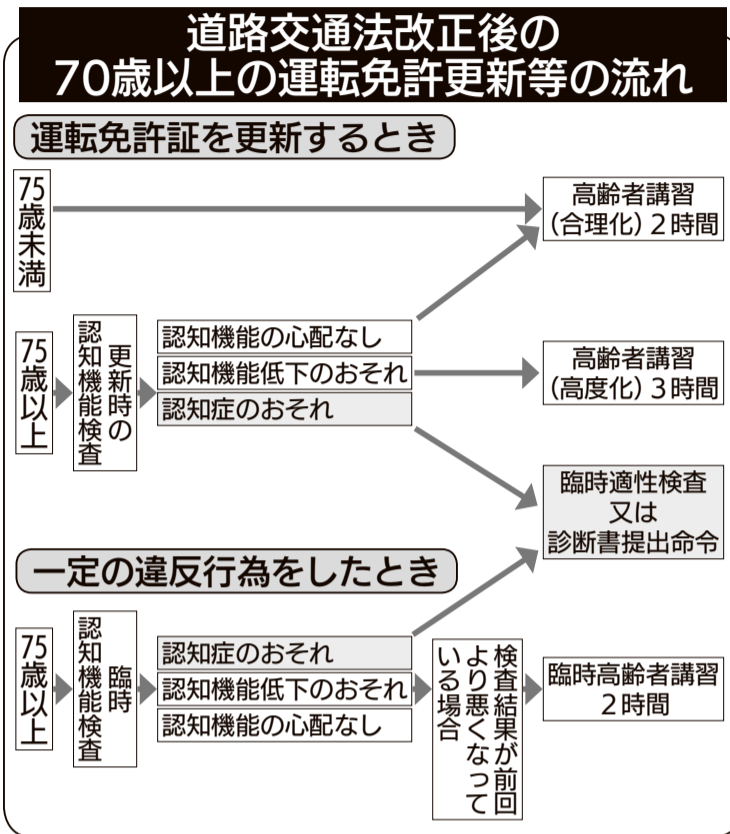 道路交通法改正後の
70歳以上の運転免許更新等の流れ
運転免許証を更新するとき
75歳未満
高齢者講習
(合理化)2時間
75歳以上
更新時の
認知機能検査
認知機能の心配なし
認知機能低下のおそれ
認知症のおそれ
高齢者講習
(高度化)3時間
臨時適性検査
又は
診断書提出命令
一定の違反行為をしたとき
75歳以上
臨時
認知機能検査
認知症のおそれ
認知機能低下のおそれ
認知機能の心配なし
検査結果が前回
より悪くなって
いる場合
臨時高齢者講習
2時間